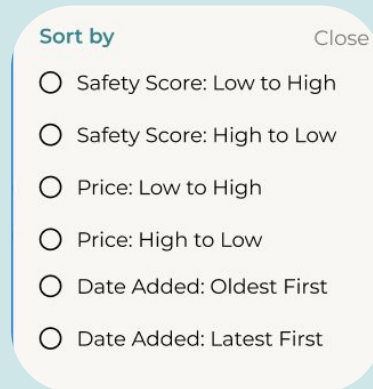 Sort by
Close
Safety Score: Low to High
Safety Score: High to Low
Price: Low to High
Price: High to Low
Date Added: Oldest First
Date Added: Latest First